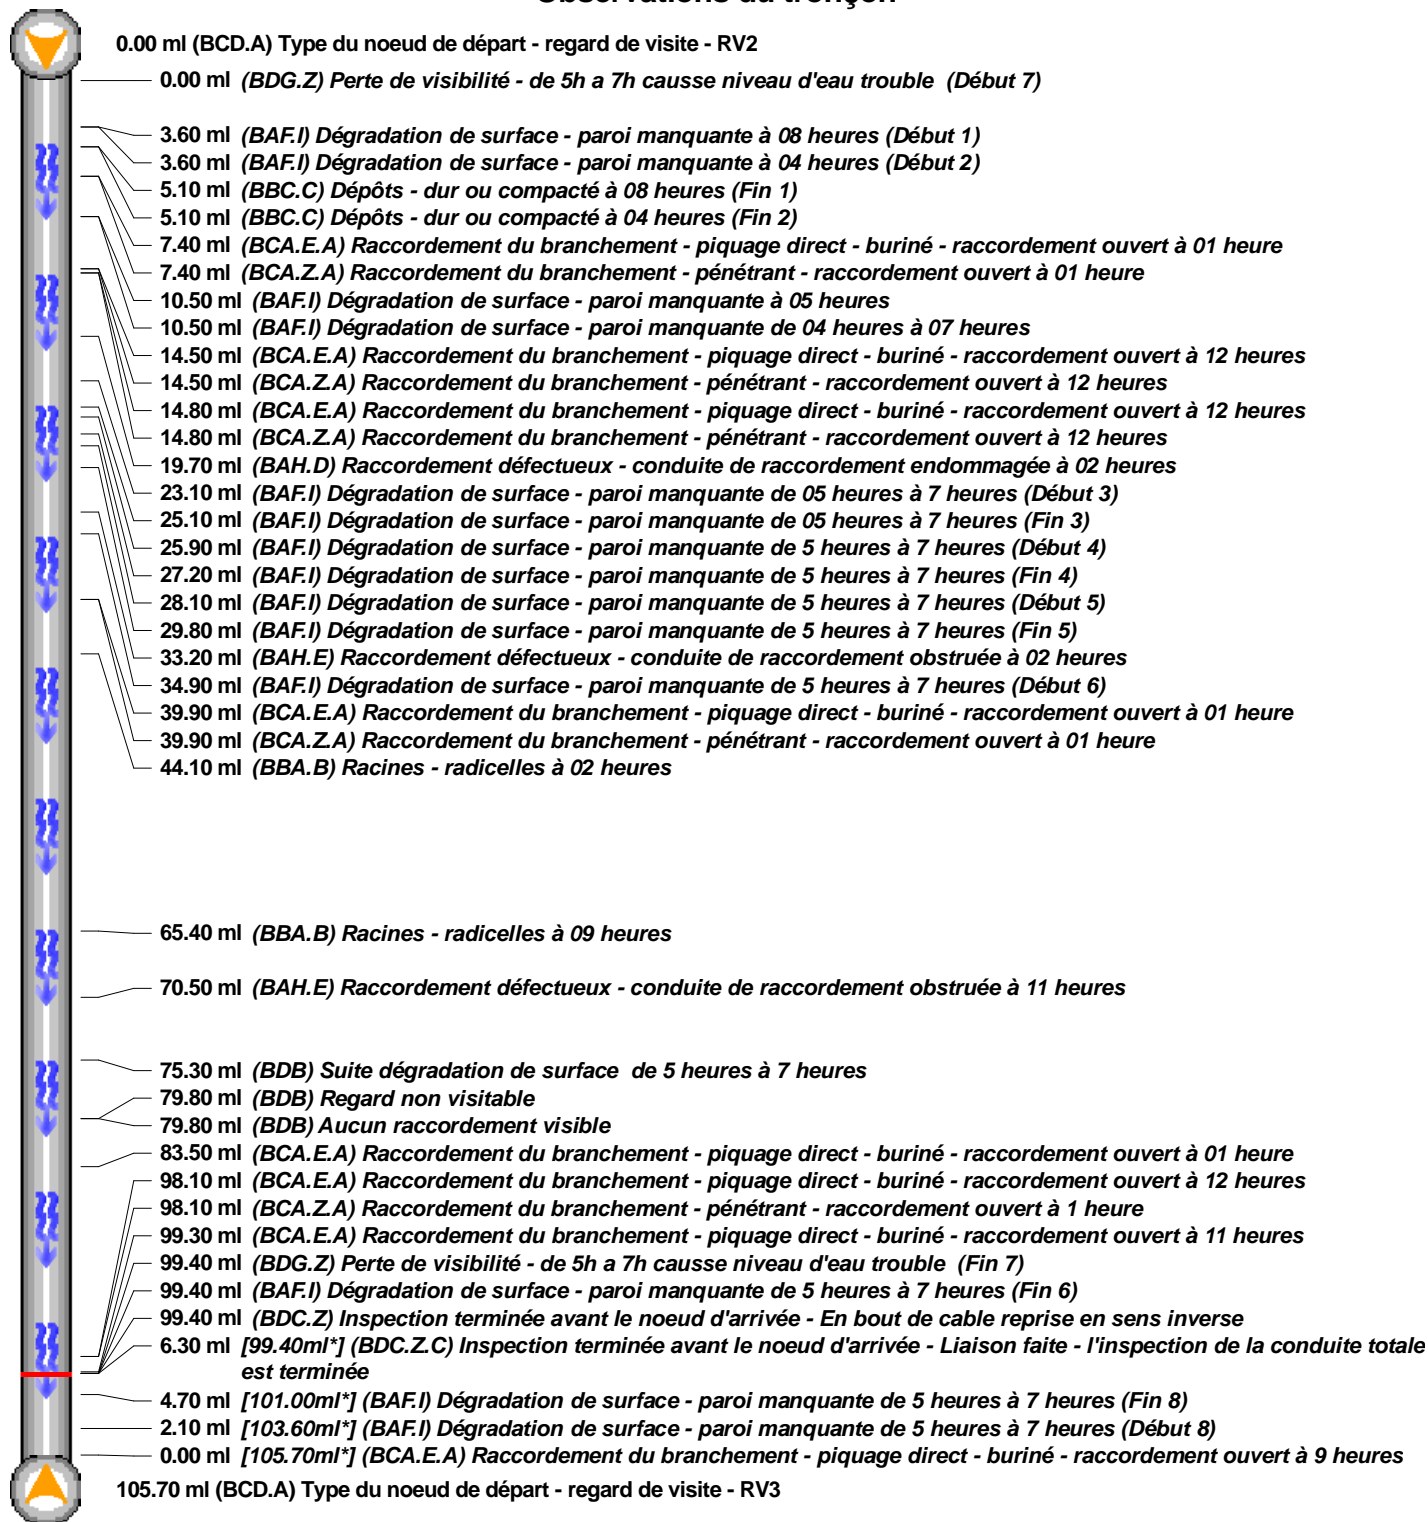 Observations du tronçon
0.00 ml (BCD.A) Type du noeud de départ - regard de visite - RV2
0.00 ml (BDG.Z) Perte de visibilité - de 5h a 7h causse niveau d'eau trouble (Début 7)
3.60 ml (BAF.I) Dégradation de surface - paroi manquante à 08 heures (Début 1)
3.60 ml (BAF.I) Dégradation de surface - paroi manquante à 04 heures (Début 2)
5.10 ml (BBC.C) Dépôts - dur ou compacté à 08 heures (Fin 1)
5.10 ml (BBC.C) Dépôts - dur ou compacté à 04 heures (Fin 2)
7.40 ml (BCA.E.A) Raccordement du branchement - piquage direct - buriné - raccordement ouvert à 01 heure
7.40 ml (BCA.Z.A) Raccordement du branchement - pénétrant - raccordement ouvert à 01 heure
10.50 ml (BAF.I) Dégradation de surface - paroi manquante à 05 heures
10.50 ml (BAF.I) Dégradation de surface - paroi manquante de 04 heures à 07 heures
14.50 ml (BCA.E.A) Raccordement du branchement - piquage direct - buriné - raccordement ouvert à 12 heures
14.50 ml (BCA.Z.A) Raccordement du branchement - pénétrant - raccordement ouvert à 12 heures
14.80 ml (BCA.E.A) Raccordement du branchement - piquage direct - buriné - raccordement ouvert à 12 heures
14.80 ml (BCA.Z.A) Raccordement du branchement - pénétrant - raccordement ouvert à 12 heures
19.70 ml (BAH.D) Raccordement défectueux - conduite de raccordement endommagée à 02 heures
23.10 ml (BAF.I) Dégradation de surface - paroi manquante de 05 heures à 7 heures (Début 3)
25.10 ml (BAF.I) Dégradation de surface - paroi manquante de 05 heures à 7 heures (Fin 3)
25.90 ml (BAF.I) Dégradation de surface - paroi manquante de 5 heures à 7 heures (Début 4)
27.20 ml (BAF.I) Dégradation de surface - paroi manquante de 5 heures à 7 heures (Fin 4)
28.10 ml (BAF.I) Dégradation de surface - paroi manquante de 5 heures à 7 heures (Début 5)
29.80 ml (BAF.I) Dégradation de surface - paroi manquante de 5 heures à 7 heures (Fin 5)
33.20 ml (BAH.E) Raccordement défectueux - conduite de raccordement obstruée à 02 heures
34.90 ml (BAF.I) Dégradation de surface - paroi manquante de 5 heures à 7 heures (Début 6)
39.90 ml (BCA.E.A) Raccordement du branchement - piquage direct - buriné - raccordement ouvert à 01 heure
39.90 ml (BCA.Z.A) Raccordement du branchement - pénétrant - raccordement ouvert à 01 heure
44.10 ml (BBA.B) Racines - radicelles à 02 heures
65.40 ml (BBA.B) Racines - radicelles à 09 heures
70.50 ml (BAH.E) Raccordement défectueux - conduite de raccordement obstruée à 11 heures
75.30 ml (BDB) Suite dégradation de surface de 5 heures à 7 heures
79.80 ml (BDB) Regard non visitable
79.80 ml (BDB) Aucun raccordement visible
83.50 ml (BCA.E.A) Raccordement du branchement - piquage direct - buriné - raccordement ouvert à 01 heure
98.10 ml (BCA.E.A) Raccordement du branchement - piquage direct - buriné - raccordement ouvert à 12 heures
98.10 ml (BCA.Z.A) Raccordement du branchement - pénétrant - raccordement ouvert à 1 heure
99.30 ml (BCA.E.A) Raccordement du branchement - piquage direct - buriné - raccordement ouvert à 11 heures
99.40 ml (BDG.Z) Perte de visibilité - de 5h a 7h causse niveau d'eau trouble (Fin 7)
99.40 ml (BAF.I) Dégradation de surface - paroi manquante de 5 heures à 7 heures (Fin 6)
99.40 ml (BDC.Z) Inspection terminée avant le noeud d'arrivée - En bout de cable reprise en sens inverse
6.30 ml [99.40ml*] (BDC.Z.C) Inspection terminée avant le noeud d'arrivée - Liaison faite - l'inspection de la conduite totale
est terminée
4.70 ml [101.00ml*] (BAF.I) Dégradation de surface - paroi manquante de 5 heures à 7 heures (Fin 8)
2.10 ml [103.60ml*] (BAF.I) Dégradation de surface - paroi manquante de 5 heures à 7 heures (Début 8)
0.00 ml [105.70ml*] (BCA.E.A) Raccordement du branchement - piquage direct - buriné - raccordement ouvert à 9 heures
105.70 ml (BCD.A) Type du noeud de départ - regard de visite - RV3